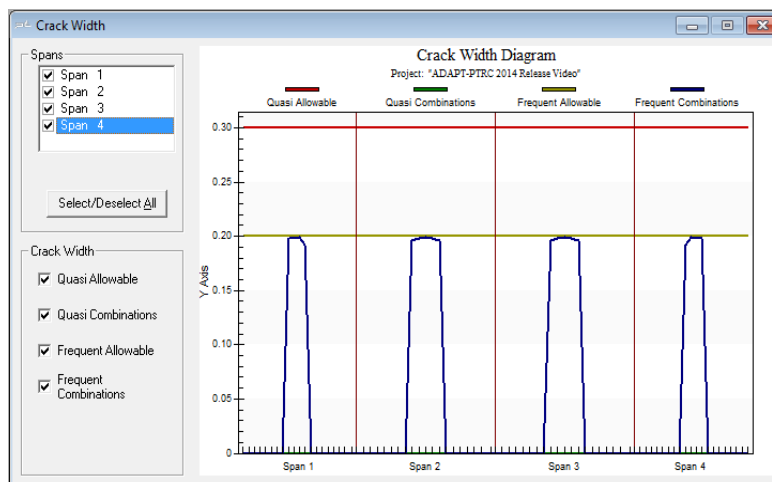 Crack Width
Spans
Span 1
Span 2
Span 3
Span 4
Select/Deselect All
Crack Width
Quasi Allowable
Quasi Combinations
Frequent Allowable
Frequent
Combinations
Crack Width Diagram
Project: "ADAPT-PTRC 2014 Release Video"
Quasi Allowable Quasi Combinations Frequent Allowable Frequent Combinations
0.30
0.25
0.20
0.15
0.10
0.05
0
Y Axis
Span 1 Span 2 Span 3 Span 4